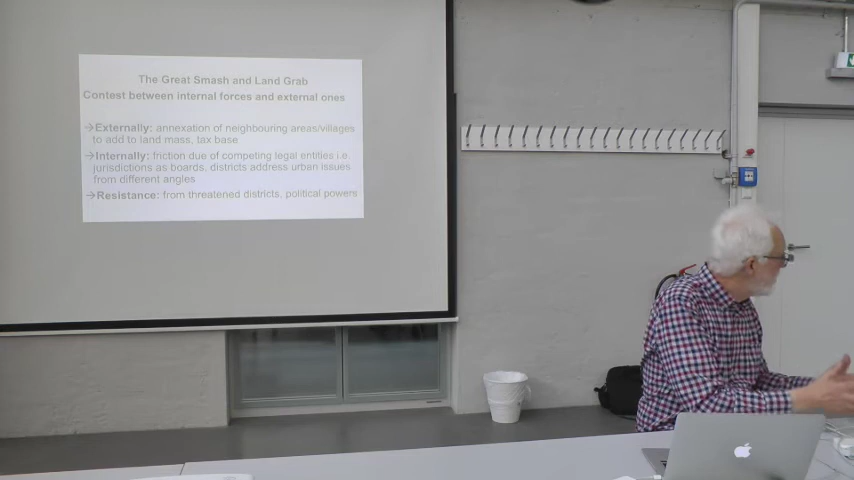 The Great Smash and Land Grab
Contest between internal forces and external ones
→Externally: annexation of neighbouring areas/villages
to add to land mass, tax base
→Internally: friction due of competing legal entities i.e.
jurisdictions as boards, districts address urban issues
from different angles
→Resistance: from threatened districts, political powers